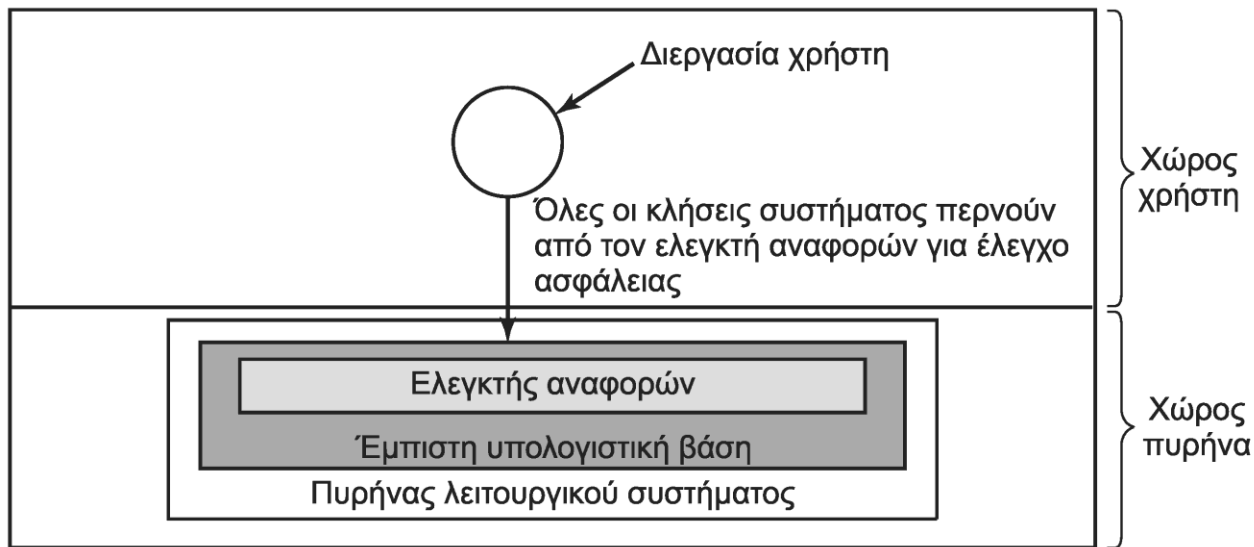 Διεργασία χρήστη
Χώρος
χρήστη
Όλες οι κλήσεις συστήματος περνούν
από τον ελεγκτή αναφορών για έλεγχο
ασφάλειας
Ελεγκτής αναφορών
Έμπιστη υπολογιστική βάση
Πυρήνας λειτουργικού συστήματος
Χώρος
πυρήνα